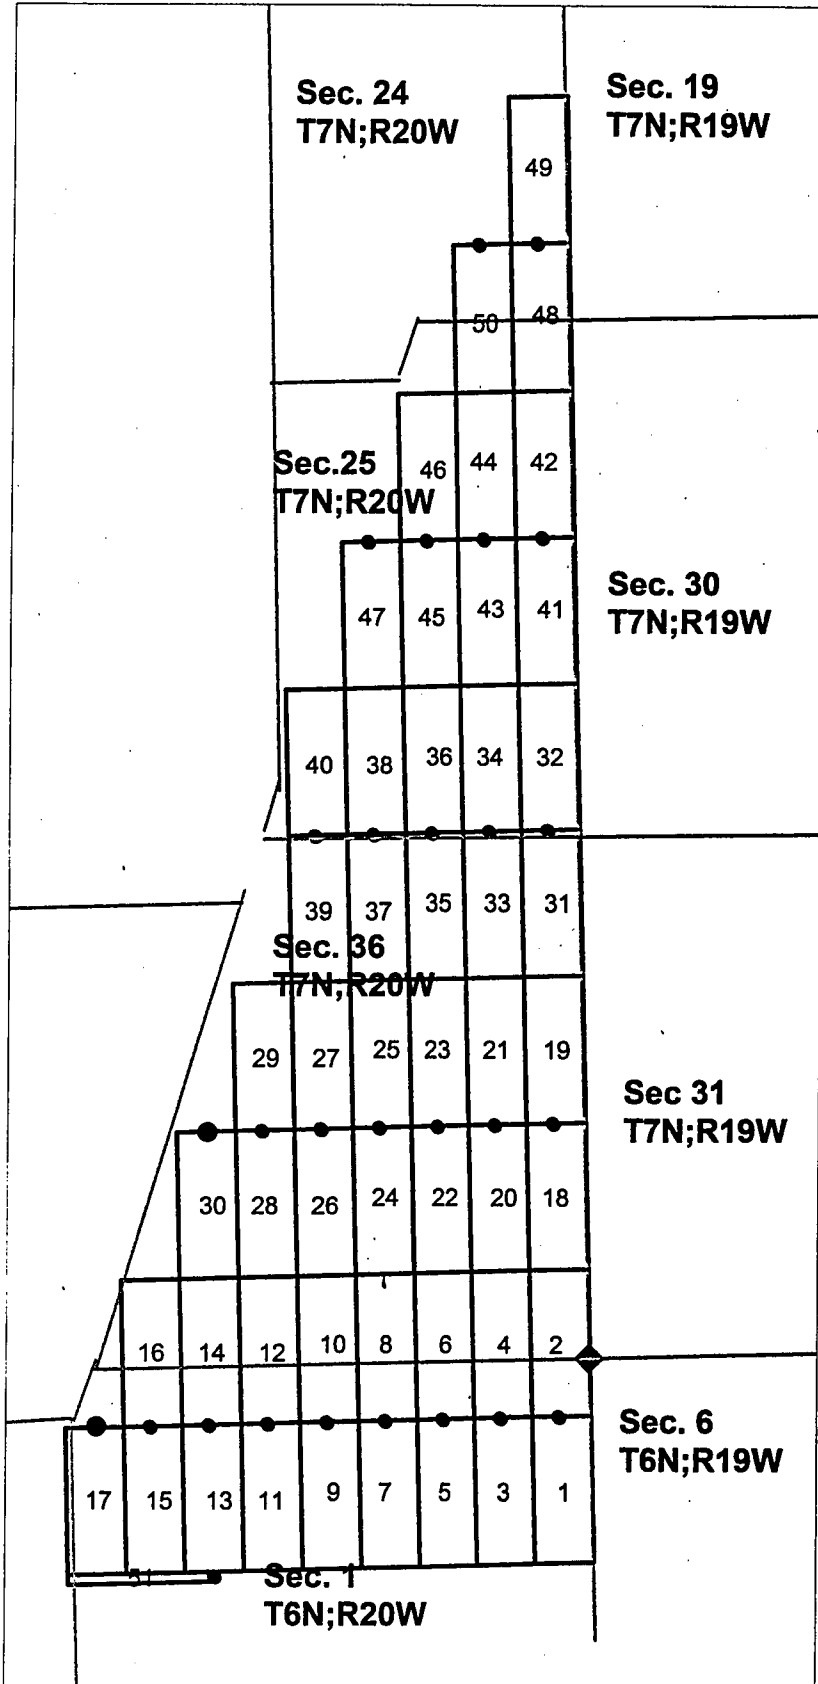 Sec. 24
T7N;R20W
Sec. 19
T7N;R19W
49
50 48
Sec.25
T7N;R20W
46 44 42
Sec. 30
T7N;R19W
47 45 43 41
40 38 36 34 32
39 37 35 33 31
Sec. 36
T7N;R20W
29 27 25 23 21 19
Sec 31
T7N;R19W
30 28 26 24 22 20 18
16 14 12 10 8 6 4 2
Sec. 6
T6N;R19W
17 15 13 11 9 7 5 3 1
51
Sec. 1
T6N;R20W